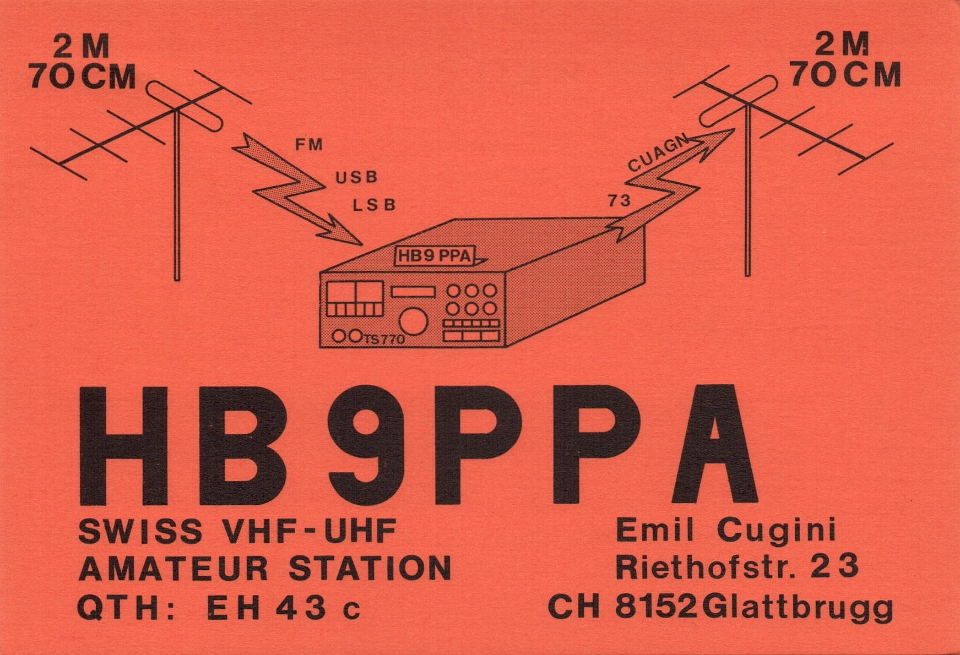 2 M
70 CM
2 M
70 CM
FM
USB
LSB
CUAGN
73
HB9 PPA
TS770
HB9PPA
SWISS VHF-UHF
AMATEUR STATION
QTH: EH 43 c
Emil Cugini
Riethofstr. 23
CH 8152 Glattbrugg